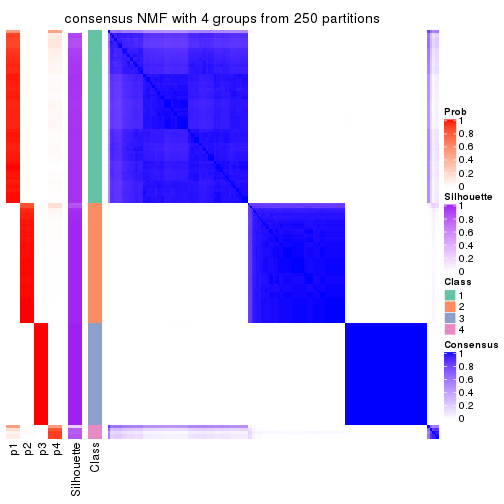 consensus NMF with 4 groups from 250 partitions
Prob
1
0.8
0.6
0.4
0.2
0
Silhouette
1
0.8
0.6
0.4
0.2
0
Class
1
2
3
4
Consensus
1
0.8
0.6
0.4
0.2
0
p1
p2
p3
p4
Silhouette
Class